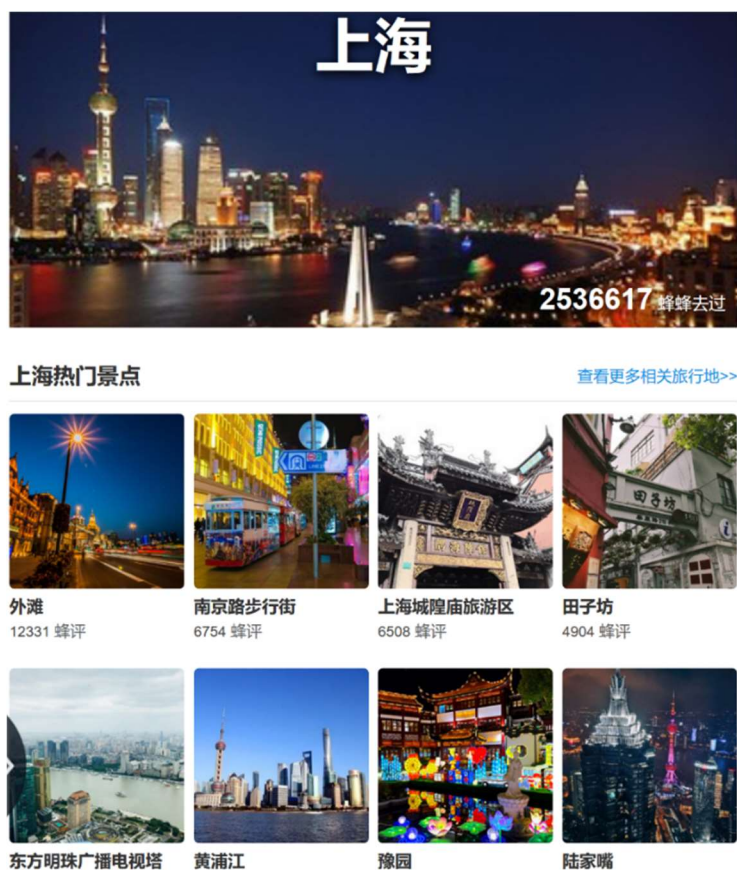 上海
2536617 蜂蜂去过
上海热门景点
查看更多相关旅行地>>
田子坊
外滩
南京路步行街
上海城隍庙旅游区
田子坊
12331 蜂评
6754 蜂评
6508 蜂评
4904 蜂评
东方明珠广播电视塔
黄浦江
豫园
陆家嘴